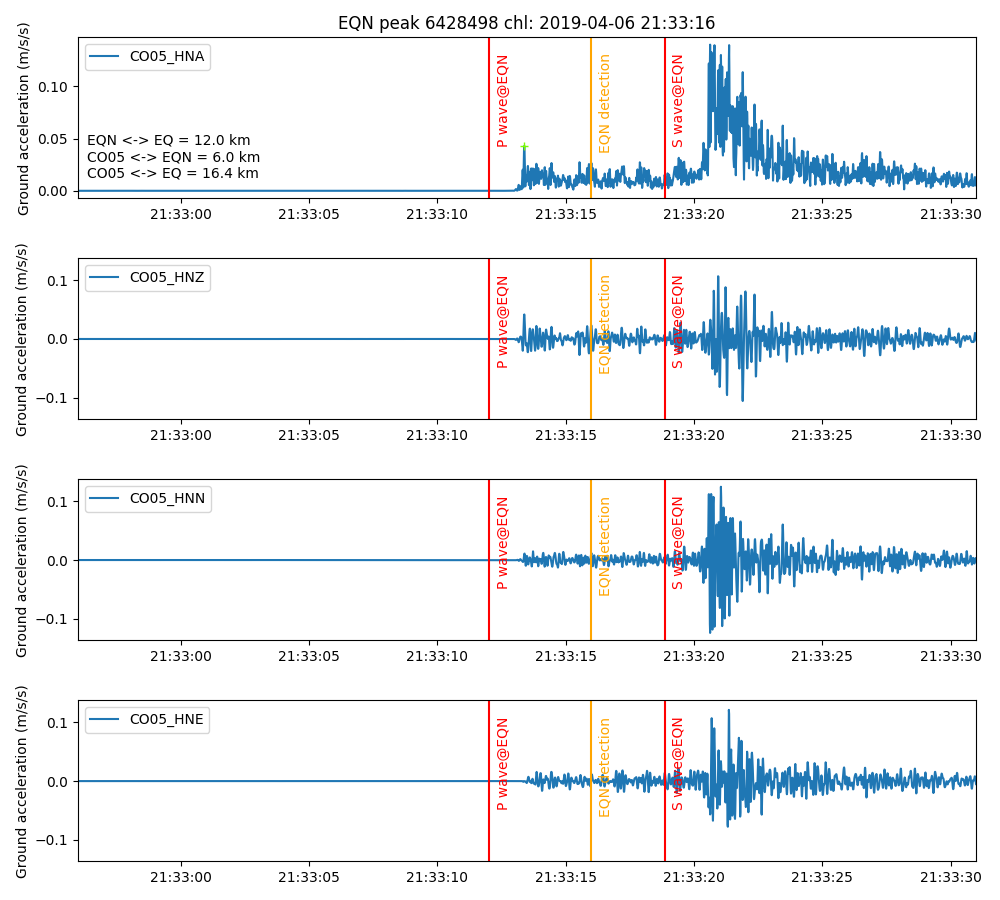 EQN peak 6428498 chl: 2019-04-06 21:33:16
Ground acceleration (m/s/s)
CO05_HNA
0.10
0.05
0.00
EQN <-> EQ = 12.0 km
CO05 <-> EQN = 6.0 km
CO05 <-> EQ = 16.4 km
P wave@EQN
EQN detection
S wave@EQN
21:33:00 21:33:05 21:33:10 21:33:15 21:33:20 21:33:25 21:33:30
Ground acceleration (m/s/s)
CO05_HNZ
0.1
0.0
−0.1
P wave@EQN
EQN detection
S wave@EQN
21:33:00 21:33:05 21:33:10 21:33:15 21:33:20 21:33:25 21:33:30
Ground acceleration (m/s/s)
CO05_HNN
0.1
0.0
−0.1
P wave@EQN
EQN detection
S wave@EQN
21:33:00 21:33:05 21:33:10 21:33:15 21:33:20 21:33:25 21:33:30
Ground acceleration (m/s/s)
CO05_HNE
0.1
0.0
−0.1
P wave@EQN
EQN detection
S wave@EQN
21:33:00 21:33:05 21:33:10 21:33:15 21:33:20 21:33:25 21:33:30